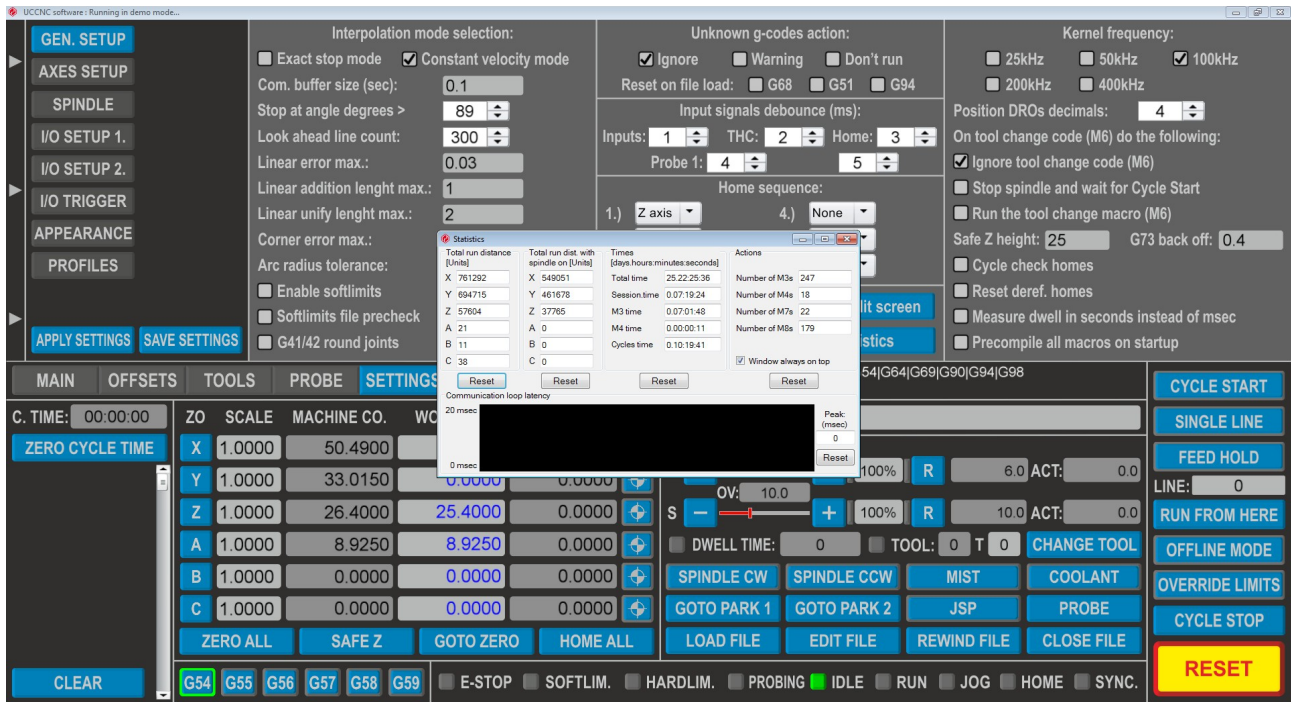 UCCNC software : Running in demo mode...
GEN. SETUP
AXES SETUP
SPINDLE
I/O SETUP 1.
I/O SETUP 2.
I/O TRIGGER
APPEARANCE
PROFILES
APPLY SETTINGS SAVE SETTINGS
Interpolation mode selection:
Exact stop mode Constant velocity mode
Com. buffer size (sec): 0.1
Stop at angle degrees > 89
Look ahead line count: 300
Linear error max.: 0.03
Linear addition lenght max.: 1
Linear unify lenght max.: 2
Corner error max.:
Arc radius tolerance:
Enable softlimits
Softlimits file precheck
G41/42 round joints
Unknown g-codes action:
Ignore Warning Don't run
Reset on file load: G68 G51 G94
Input signals debounce (ms):
Inputs: 1 THC: 2 Home: 3
Probe 1: 4 5
Home sequence:
1.) Z axis 4.) None
Kernel frequency:
25kHz 50kHz 100kHz
200kHz 400kHz
Position DROs decimals: 4
On tool change code (M6) do the following:
Ignore tool change code (M6)
Stop spindle and wait for Cycle Start
Run the tool change macro (M6)
Safe Z height: 25 G73 back off: 0.4
Cycle check homes
Reset deref. homes
Measure dwell in seconds instead of msec
Precompile all macros on startup
Statistics
Total run distance [Units]
X 761292
Y 694715
Z 57604
A 21
B 11
C 38
Reset
Total run dist. with spindle on [Units]
X 549051
Y 461678
Z 37765
A 0
B 0
C 0
Reset
Times
[days.hours:minutes:seconds]
Total time 25.22:25:36
Session.time 0.07:19:24
M3 time 0.07:01:48
M4 time 0.00:00:11
Cycles time 0.10:19:41
Reset
Actions
Number of M3s 247
Number of M4s 18
Number of M7s 22
Number of M8s 179
Window always on top
Reset
Communication loop latency
20 msec
0 msec
Peak:
(msec)
0
Reset
screen
MAIN OFFSETS TOOLS PROBE SETTINGS
G64|G69|G90|G94|G98
C. TIME: 00:00:00
ZERO CYCLE TIME
CLEAR
ZO SCALE MACHINE CO.
X 1.0000 50.4900
Y 1.0000 33.0150 0.0000 0.0000
Z 1.0000 26.4000 25.4000 0.0000
A 1.0000 8.9250 8.9250 0.0000
B 1.0000 0.0000 0.0000 0.0000
C 1.0000 0.0000 0.0000 0.0000
ZERO ALL SAFE Z GOTO ZERO HOME ALL
G54 G55 G56 G57 G58 G59
100% R 6.0 ACT: 0.0
OV: 10.0
S 100% R 10.0 ACT: 0.0
DWELL TIME: 0 TOOL: 0 T 0 CHANGE TOOL
SPINDLE CW SPINDLE CCW MIST COOLANT
GOTO PARK 1 GOTO PARK 2 JSP PROBE
LOAD FILE EDIT FILE REWIND FILE CLOSE FILE
E-STOP SOFTLIM. HARDLIM. PROBING IDLE RUN JOG HOME SYNC.
CYCLE START
SINGLE LINE
FEED HOLD
LINE: 0
RUN FROM HERE
OFFLINE MODE
OVERRIDE LIMITS
CYCLE STOP
RESET